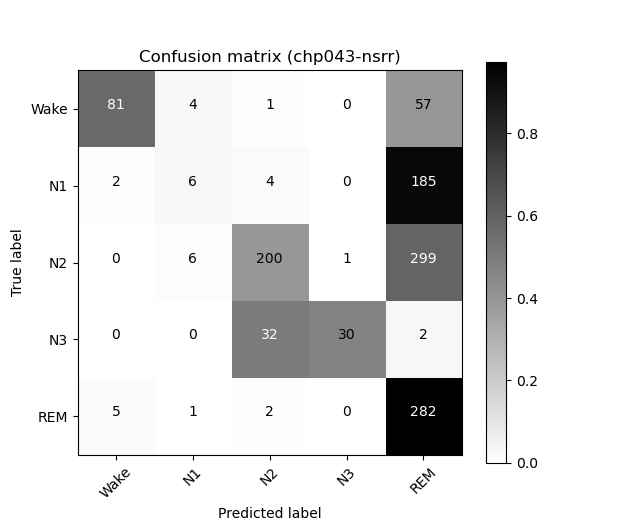 Confusion matrix (chp043-nsrr)
Wake 81 4 1 0 57
N1 2 6 4 0 185
N2 0 6 200 1 299
N3 0 0 32 30 2
REM 5 1 2 0 282
Wake N1 N2 N3 REM
Predicted label
True label
0.8
0.6
0.4
0.2
0.0